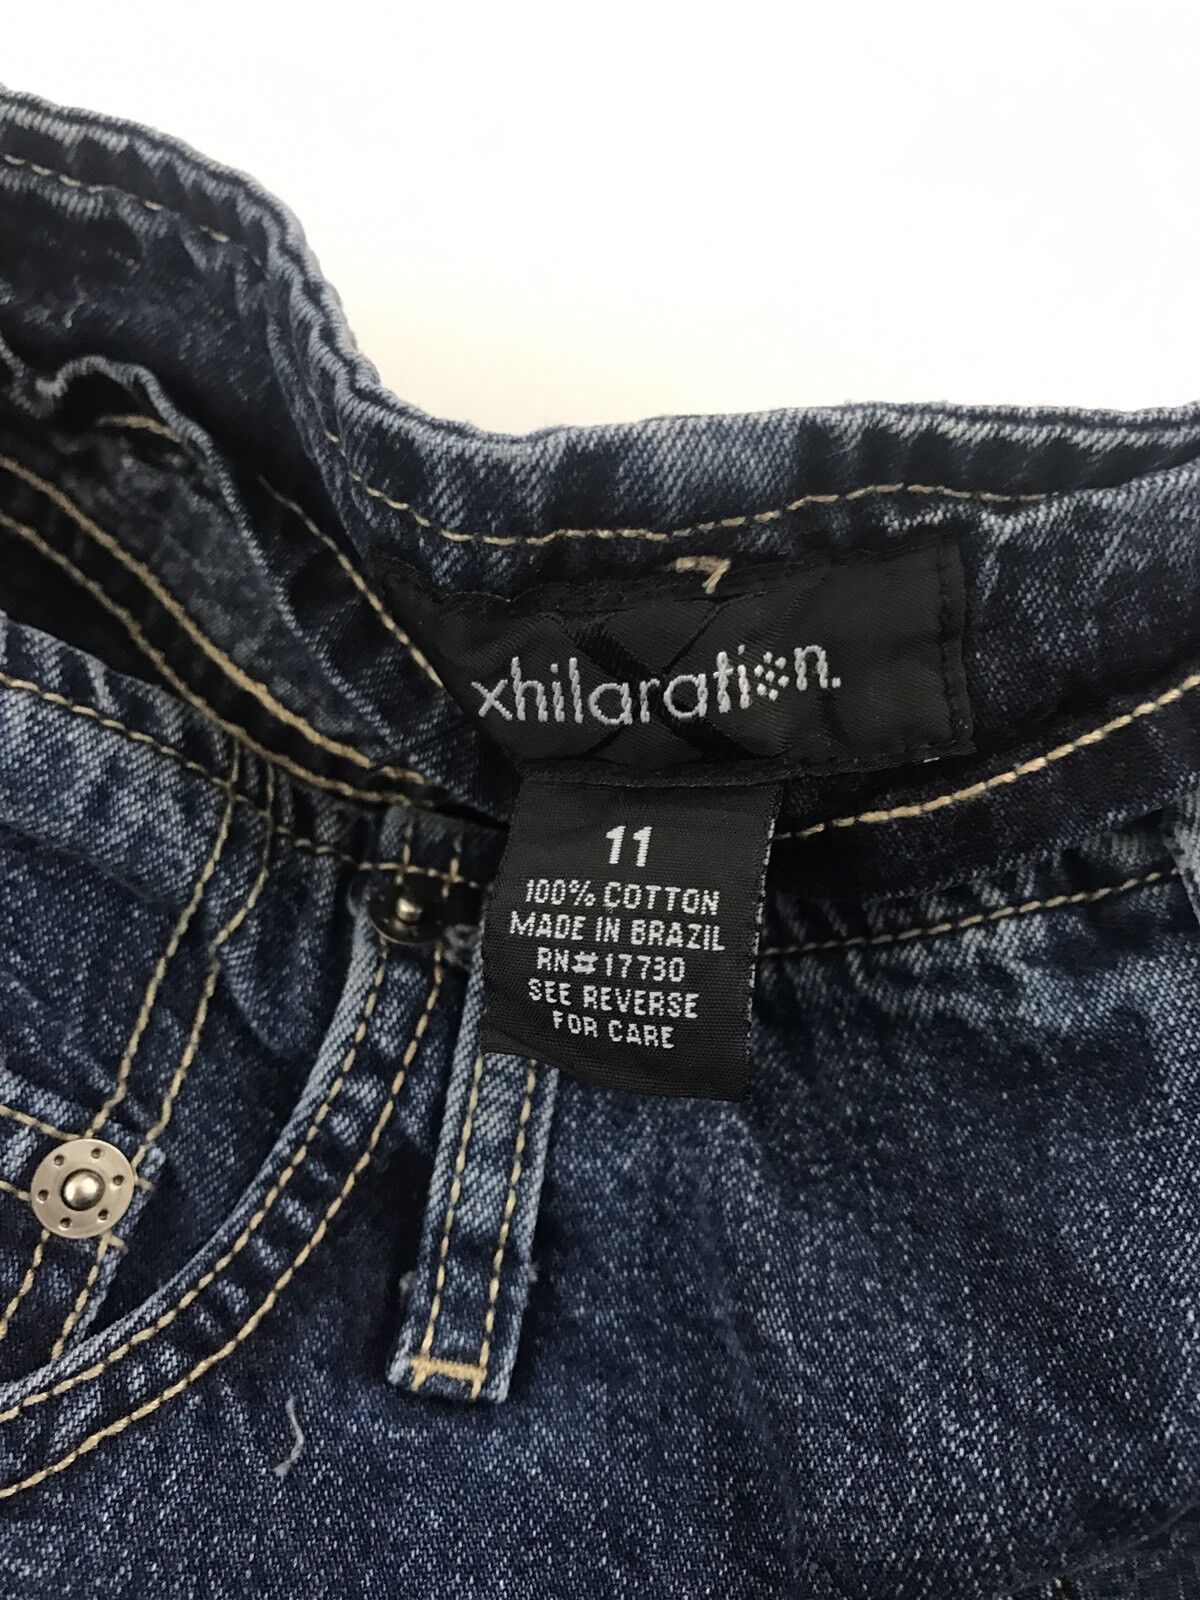 xhilaration.
11
100% COTTON
MADE IN BRAZIL
RN#17730
SEE REVERSE
FOR CARE